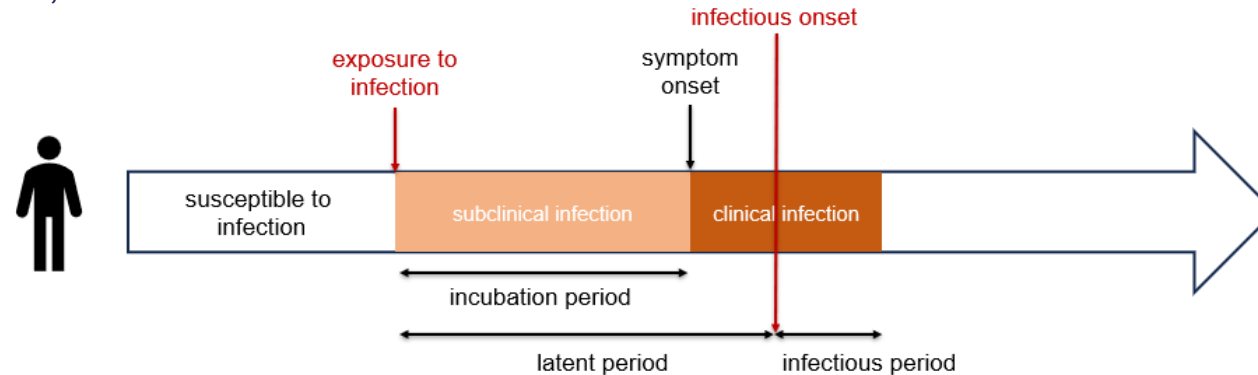 infectious onset
exposure to
infection
symptom
onset
susceptible to
infection
subclinical infection
clinical infection
incubation period
latent period
infectious period